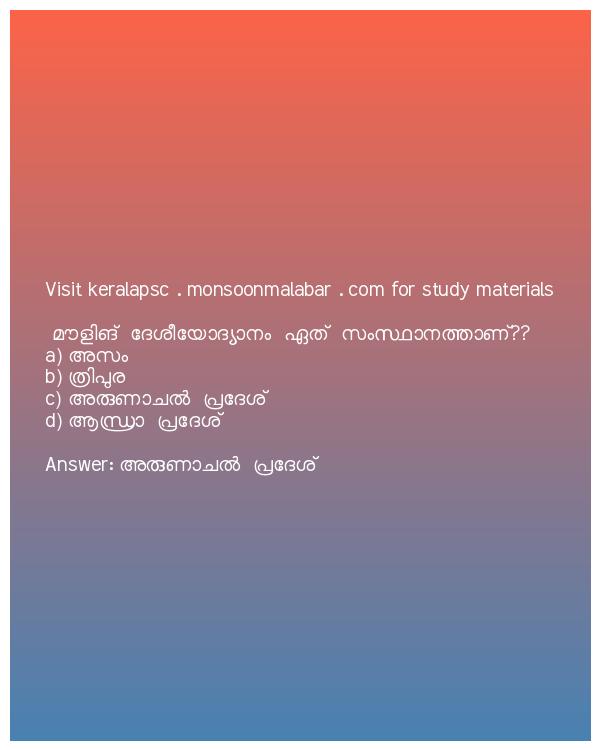 Visit keralapsc . monsoonmalabar . com for study materials
മൗളിങ് ദേശീയോദ്യാനം ഏത് സംസ്ഥാനത്താണ്??
a) അസം
b) ത്രിപുര
c) അരുണാചൽ പ്രദേശ്
d) ആന്ധ്രാ പ്രദേശ്
Answer: അരുണാചൽ പ്രദേശ്